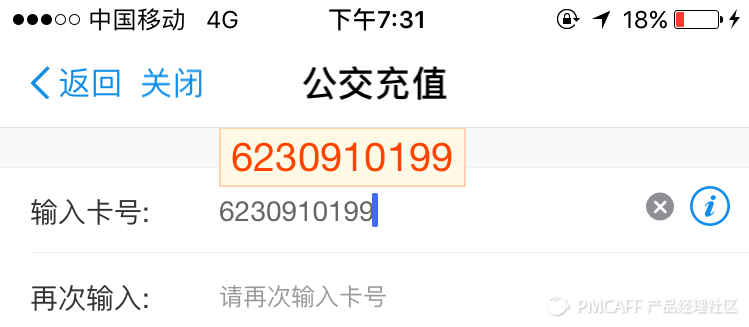 中国移动 4G 下午7:31 18%
返回 关闭 公交充值
6230910199
输入卡号: 6230910199
再次输入: 请再次输入卡号
PMCAFF 产品经理社区